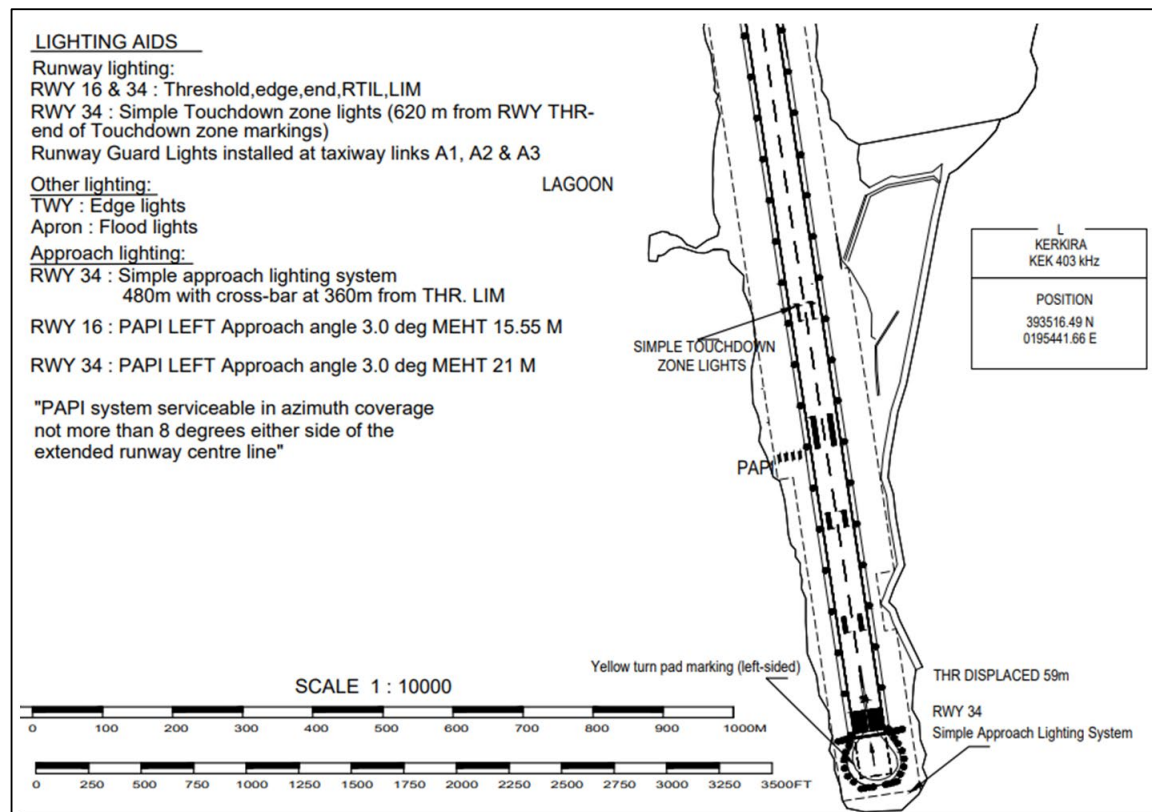 LIGHTING AIDS
Runway lighting:
RWY 16 & 34 : Threshold,edge,end,RTIL,LIM
RWY 34 : Simple Touchdown zone lights (620 m from RWY THR-
end of Touchdown zone markings)
Runway Guard Lights installed at taxiway links A1, A2 & A3
Other lighting:
TWY : Edge lights
Apron : Flood lights
Approach lighting:
RWY 34 : Simple approach lighting system
480m with cross-bar at 360m from THR. LIM
RWY 16 : PAPI LEFT Approach angle 3.0 deg MEHT 15.55 M
RWY 34 : PAPI LEFT Approach angle 3.0 deg MEHT 21 M
"PAPI system serviceable in azimuth coverage
not more than 8 degrees either side of the
extended runway centre line"
LAGOON
L
KERKIRA
KEK 403 kHz
POSITION
393516.49 N
0195441.66 E
SIMPLE TOUCHDOWN
ZONE LIGHTS
PAPI
Yellow turn pad marking (left-sided)
THR DISPLACED 59m
RWY 34
Simple Approach Lighting System
SCALE 1 : 10000
0 100 200 300 400 500 600 700 800 900 1000M
0 250 500 750 1000 1250 1500 1750 2000 2250 2500 2750 3000 3250 3500FT